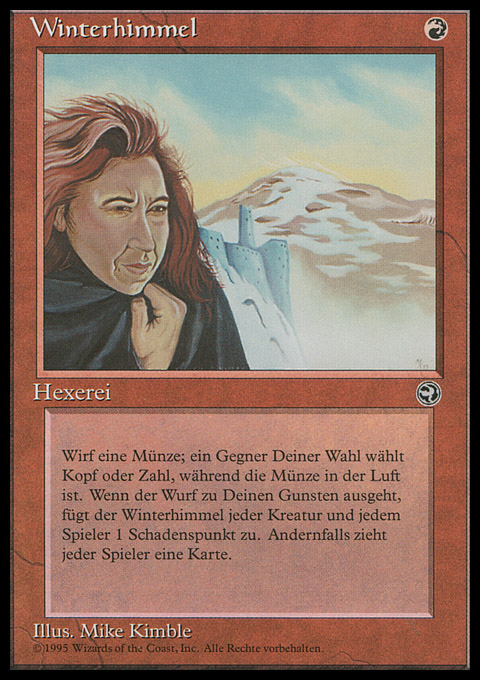 Winterhimmel
Hexerei
Wirf eine Münze; ein Gegner Deiner Wahl wählt
Kopf oder Zahl, während die Münze in der Luft
ist. Wenn der Wurf zu Deinen Gunsten ausgeht,
fügt der Winterhimmel jeder Kreatur und jedem
Spieler 1 Schadenspunkt zu. Andernfalls zieht
jeder Spieler eine Karte.
Illus. Mike Kimble
©1995 Wizards of the Coast, Inc. Alle Rechte vorbehalten.